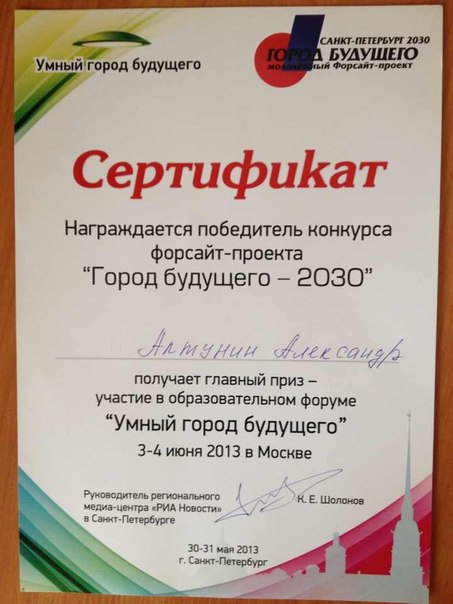 Умный город будущего
САНКТ-ПЕТЕРБУРГ 2030
ГОРОД БУДУЩЕГО
молодежный Форсайт-проект
Сертификат
Награждается победитель конкурса
форсайт-проекта
“Город будущего – 2030”
Алтунин Александр
получает главный приз –
участие в образовательном форуме
“Умный город будущего”
3-4 июня 2013 в Москве
Руководитель регионального
медиа-центра «РИА Новости»
в Санкт-Петербурге
К. Е. Шолонов
30-31 мая 2013
г. Санкт-Петербург